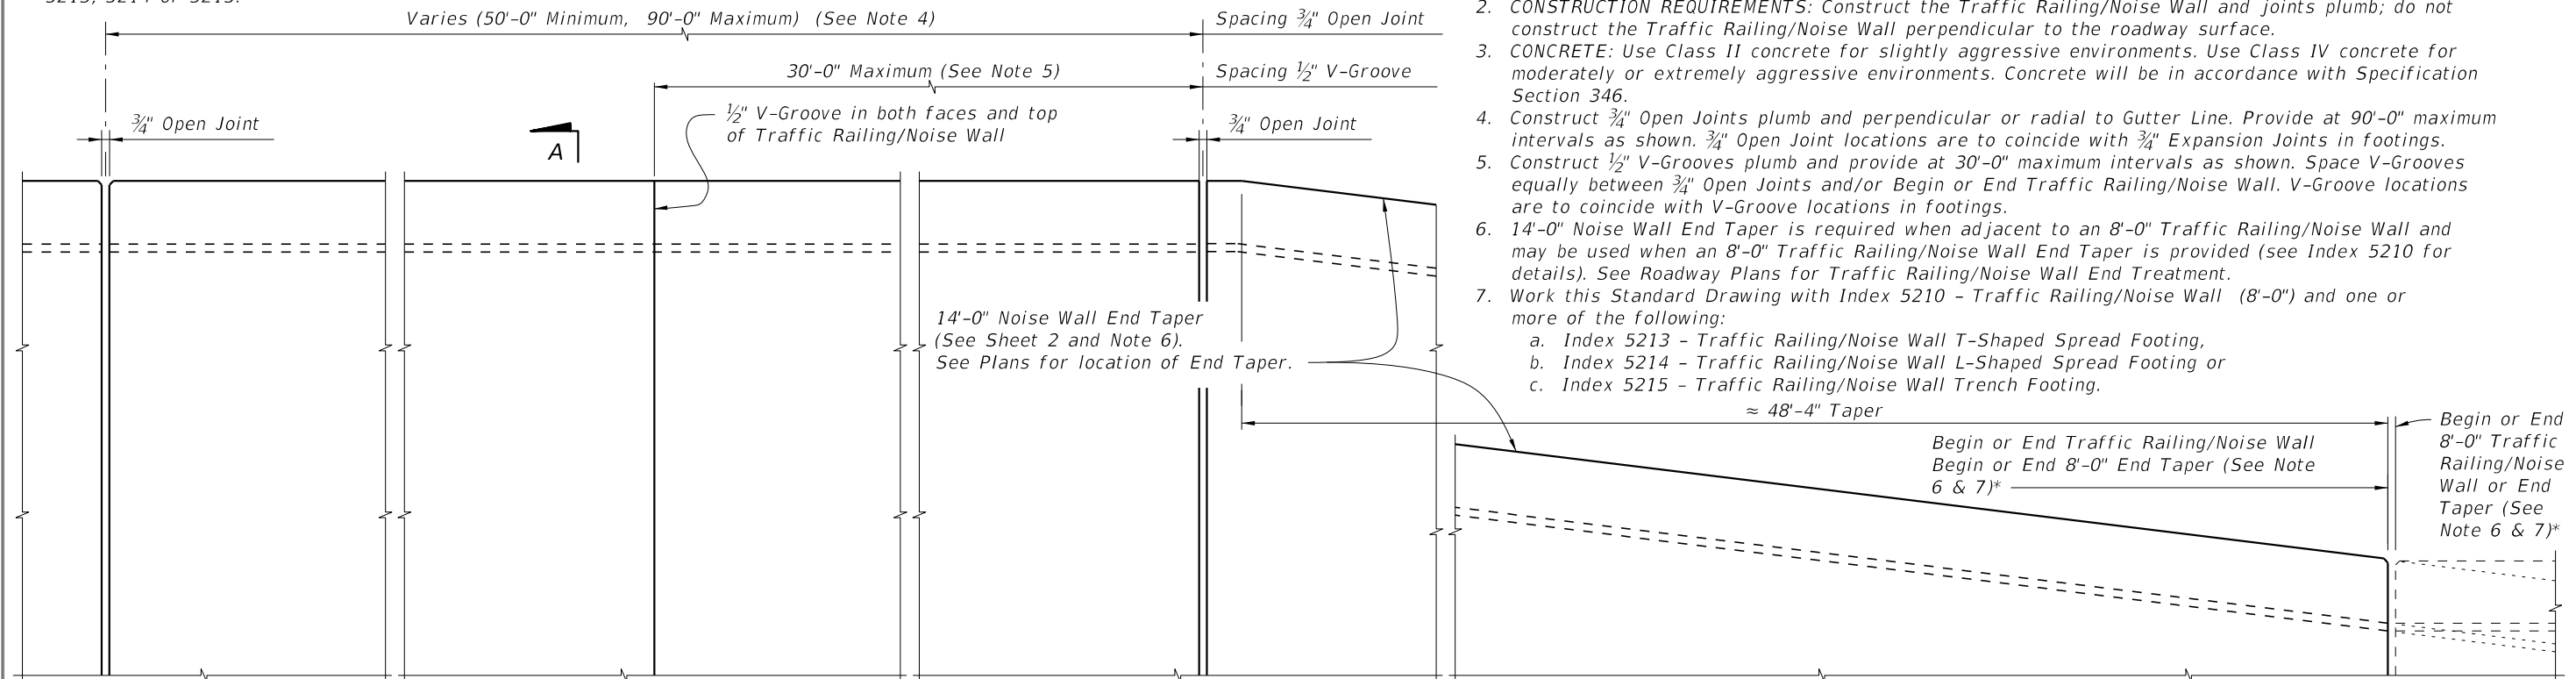 Varies (50'-0" Minimum, 90'-0" Maximum) (See Note 4)
Spacing ¾" Open Joint
30'-0" Maximum (See Note 5)
Spacing ½" V-Groove
¾" Open Joint
A
½" V-Groove in both faces and top
of Traffic Railing/Noise Wall
¾" Open Joint
14'-0" Noise Wall End Taper
(See Sheet 2 and Note 6).
See Plans for location of End Taper.
2. CONSTRUCTION REQUIREMENTS: Construct the Traffic Railing/Noise Wall and joints plumb; do not
construct the Traffic Railing/Noise Wall perpendicular to the roadway surface.
3. CONCRETE: Use Class II concrete for slightly aggressive environments. Use Class IV concrete for
moderately or extremely aggressive environments. Concrete will be in accordance with Specification
Section 346.
4. Construct ¾" Open Joints plumb and perpendicular or radial to Gutter Line. Provide at 90'-0" maximum
intervals as shown. ¾" Open Joint locations are to coincide with ¾" Expansion Joints in footings.
5. Construct ½" V-Grooves plumb and provide at 30'-0" maximum intervals as shown. Space V-Grooves
equally between ¾" Open Joints and/or Begin or End Traffic Railing/Noise Wall. V-Groove locations
are to coincide with V-Groove locations in footings.
6. 14'-0" Noise Wall End Taper is required when adjacent to an 8'-0" Traffic Railing/Noise Wall and
may be used when an 8'-0" Traffic Railing/Noise Wall End Taper is provided (see Index 5210 for
details). See Roadway Plans for Traffic Railing/Noise Wall End Treatment.
7. Work this Standard Drawing with Index 5210 - Traffic Railing/Noise Wall (8'-0") and one or
more of the following:
a. Index 5213 - Traffic Railing/Noise Wall T-Shaped Spread Footing,
b. Index 5214 - Traffic Railing/Noise Wall L-Shaped Spread Footing or
c. Index 5215 - Traffic Railing/Noise Wall Trench Footing.
≈ 48'-4" Taper
Begin or End Traffic Railing/Noise Wall
Begin or End 8'-0" End Taper (See Note
6 & 7)*
Begin or End
8'-0" Traffic
Railing/Noise
Wall or End
Taper (See
Note 6 & 7)*